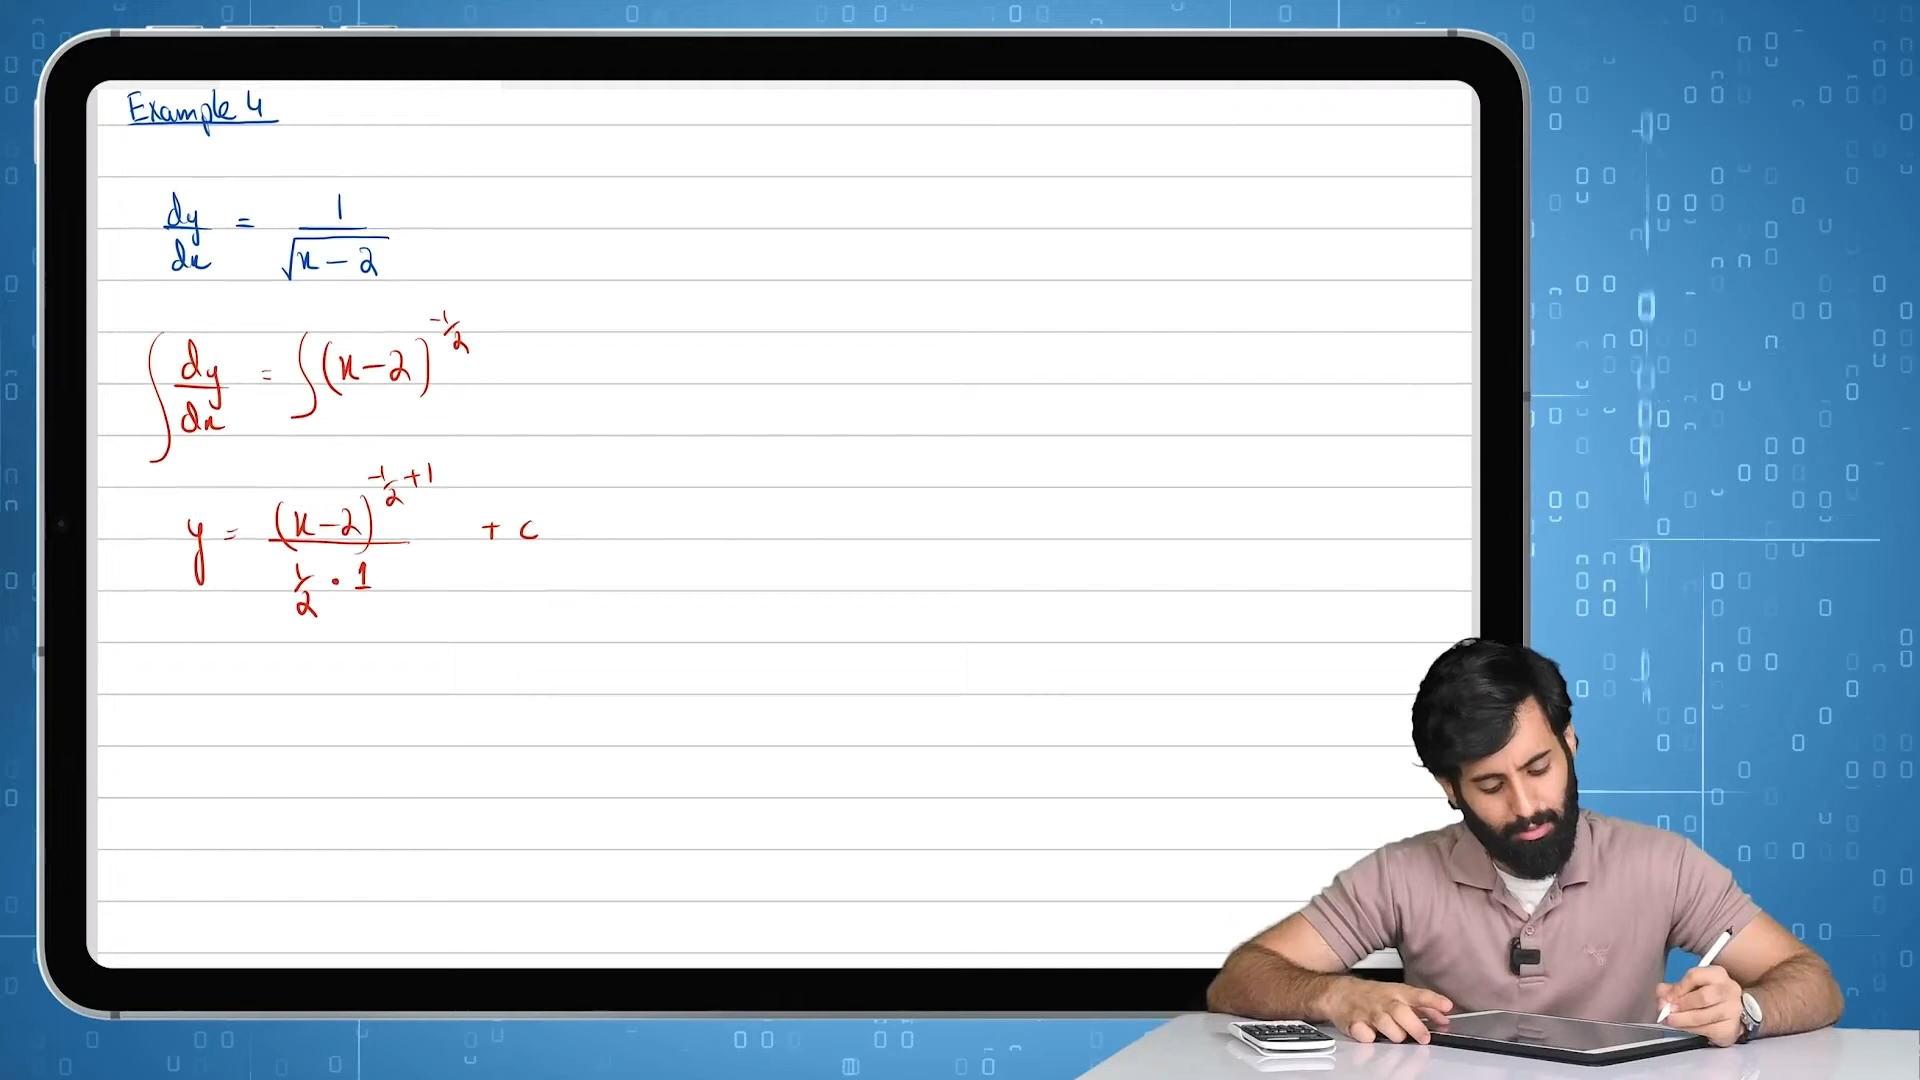 Example 4
dy/dx = 1/√(x-2)
∫ dy/dx = ∫ (x-2)^(-1/2)
y = (x-2)^(-1/2 + 1) / (1/2 · 1) + c